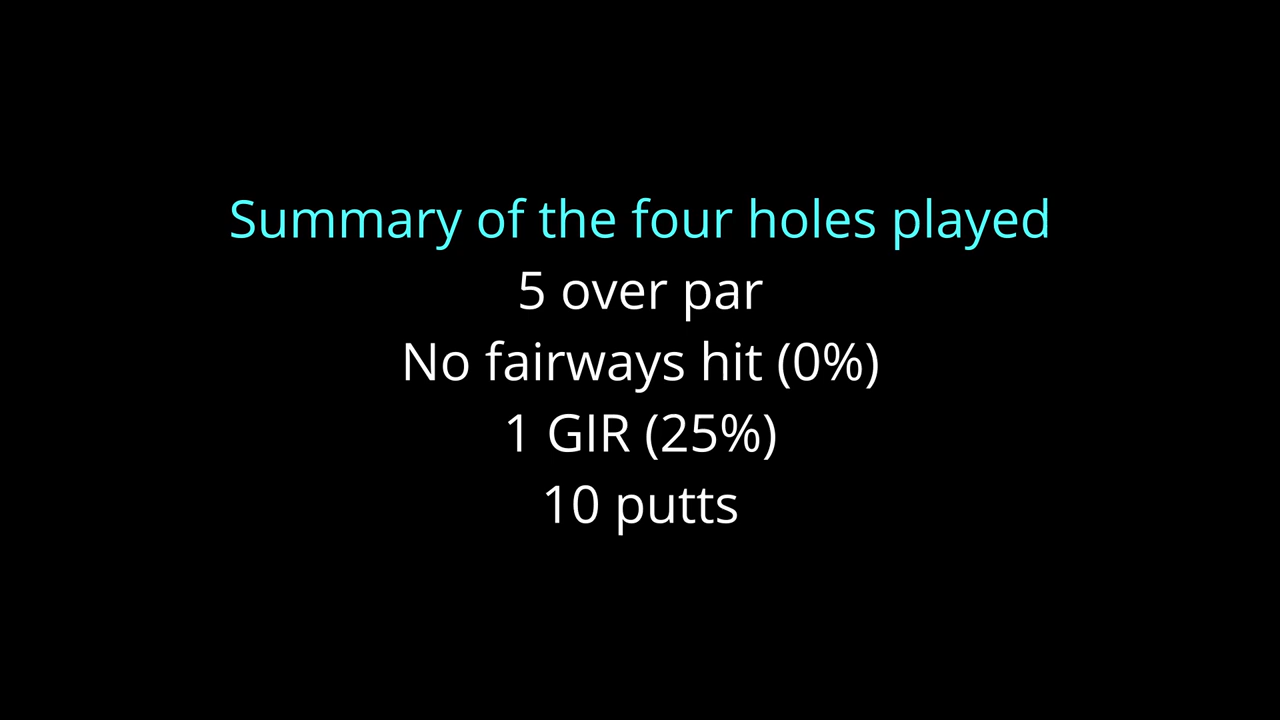 Summary of the four holes played
5 over par
No fairways hit (0%)
1 GIR (25%)
10 putts